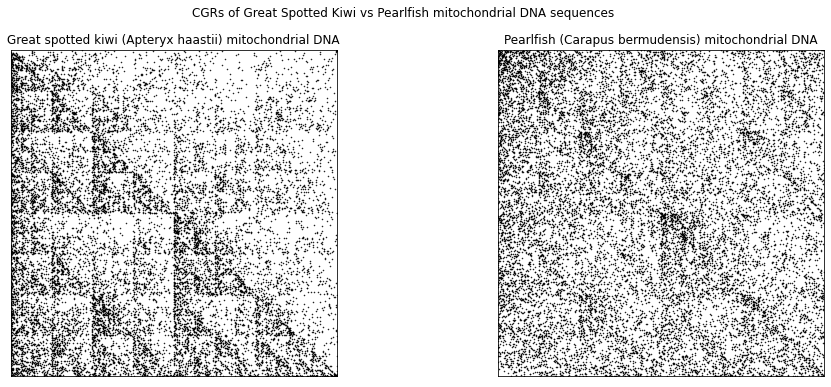 CGRs of Great Spotted Kiwi vs Pearlfish mitochondrial DNA sequences
Great spotted kiwi (Apteryx haastii) mitochondrial DNA
Pearlfish (Carapus bermudensis) mitochondrial DNA